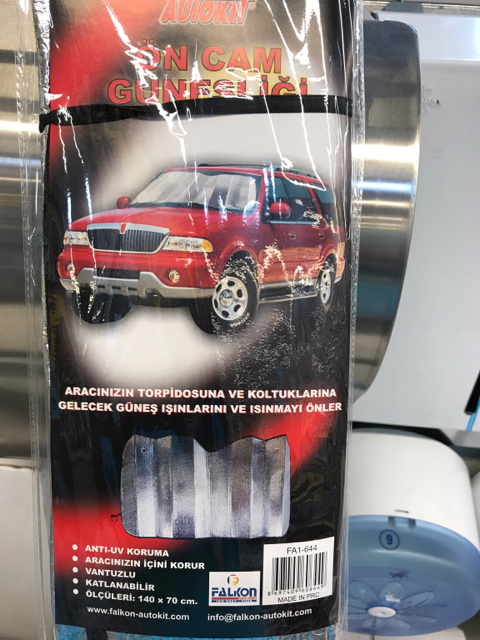 AUTOKIT
ÖN CAM
GÜNEŞLİĞİ
ARACINIZIN TORPİDOSUNA VE KOLTUKLARINA
GELECEK GÜNEŞ IŞINLARINI VE ISINMAYI ÖNLER
• ANTI-UV KORUMA
• ARACINIZIN İÇİNİ KORUR
• VANTUZLU
• KATLANABİLİR
• ÖLÇÜLERİ: 140 x 70 cm.
FALKON
FA1-644
MADE IN PRC
www.falkon-autokit.com
info@falkon-autokit.com
9